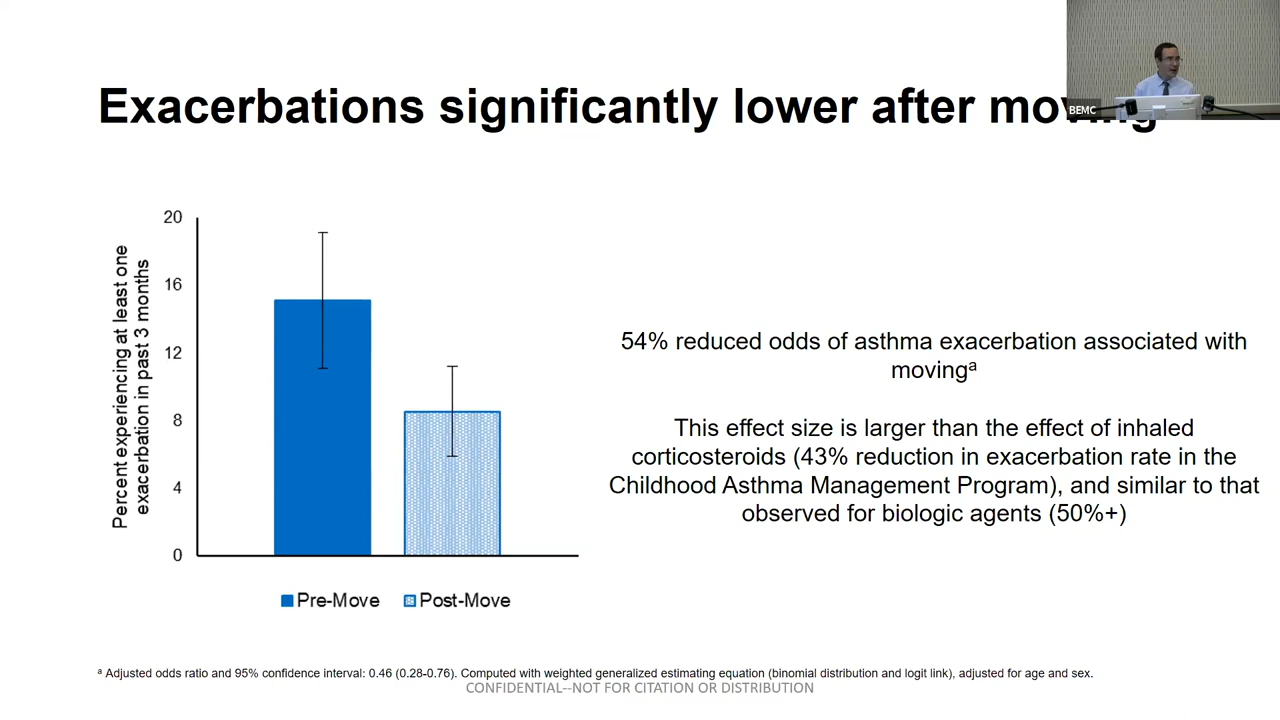 Exacerbations significantly lower after moving
BEMC
20
16
12
8
4
0
Percent experiencing at least one
exacerbation in past 3 months
Pre-Move
Post-Move
54% reduced odds of asthma exacerbation associated with
movingᵃ
This effect size is larger than the effect of inhaled
corticosteroids (43% reduction in exacerbation rate in the
Childhood Asthma Management Program), and similar to that
observed for biologic agents (50%+)
ᵃ Adjusted odds ratio and 95% confidence interval: 0.46 (0.28-0.76). Computed with weighted generalized estimating equation (binomial distribution and logit link), adjusted for age and sex.
CONFIDENTIAL--NOT FOR CITATION OR DISTRIBUTION